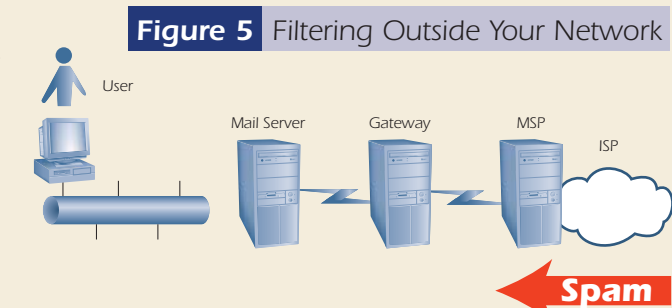 Figure 5 Filtering Outside Your Network
User
Mail Server
Gateway
MSP
ISP
Spam